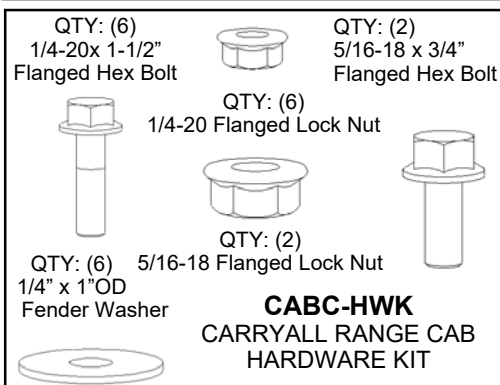 QTY: (6)
1/4-20x 1-1/2”
Flanged Hex Bolt
QTY: (2)
5/16-18 x 3/4”
Flanged Hex Bolt
QTY: (6)
1/4-20 Flanged Lock Nut
QTY: (2)
5/16-18 Flanged Lock Nut
QTY: (6)
1/4” x 1”OD
Fender Washer
CABC-HWK
CARRYALL RANGE CAB
HARDWARE KIT